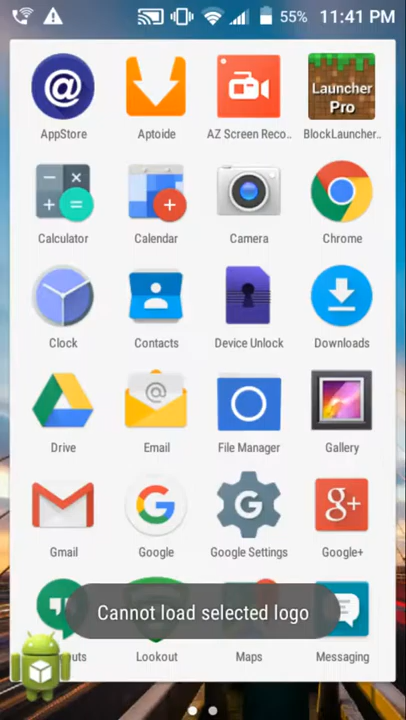 55% 11:41 PM
@
Launcher
Pro
AppStore
Aptoide
AZ Screen Reco..
BlockLauncher..
Calculator
Calendar
Camera
Chrome
Clock
Contacts
Device Unlock
Downloads
@
Drive
Email
File Manager
Gallery
G
g+
Gmail
Google
Google Settings
Google+
Cannot load selected logo
uts
Lookout
Maps
Messaging